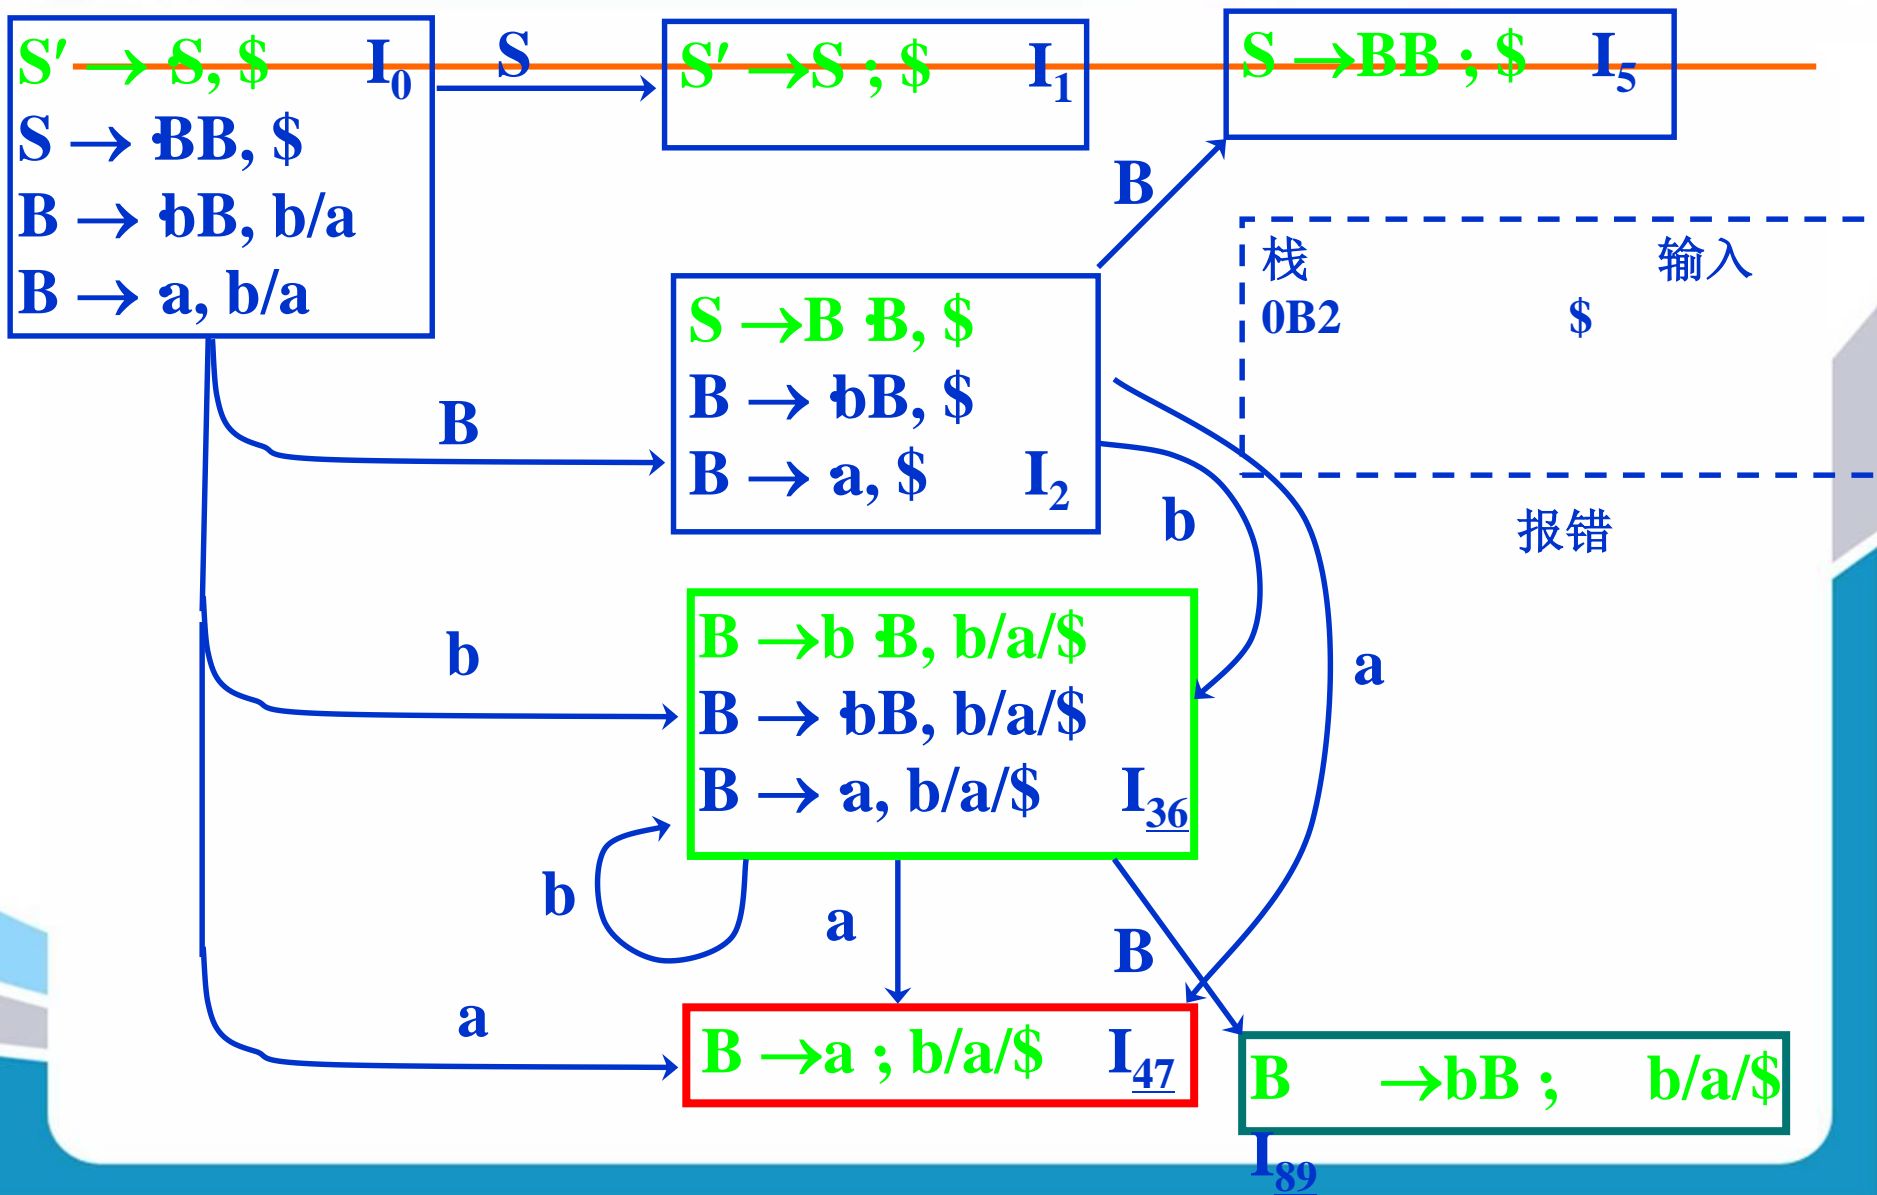 S′ → ·S, $ I0
S → ·BB, $
B → ·bB, b/a
B → ·a, b/a
S
S′ →S ·, $ I1
S →BB ·, $ I5
B
栈 输入
0B2 $
报错
S →B ·B, $
B → ·bB, $
B → ·a, $ I2
B
b
a
B →b ·B, b/a/$
B → ·bB, b/a/$
B → ·a, b/a/$ I36
b
b
a
B
a
B →a ·, b/a/$ I47
B →bB ·, b/a/$
I89